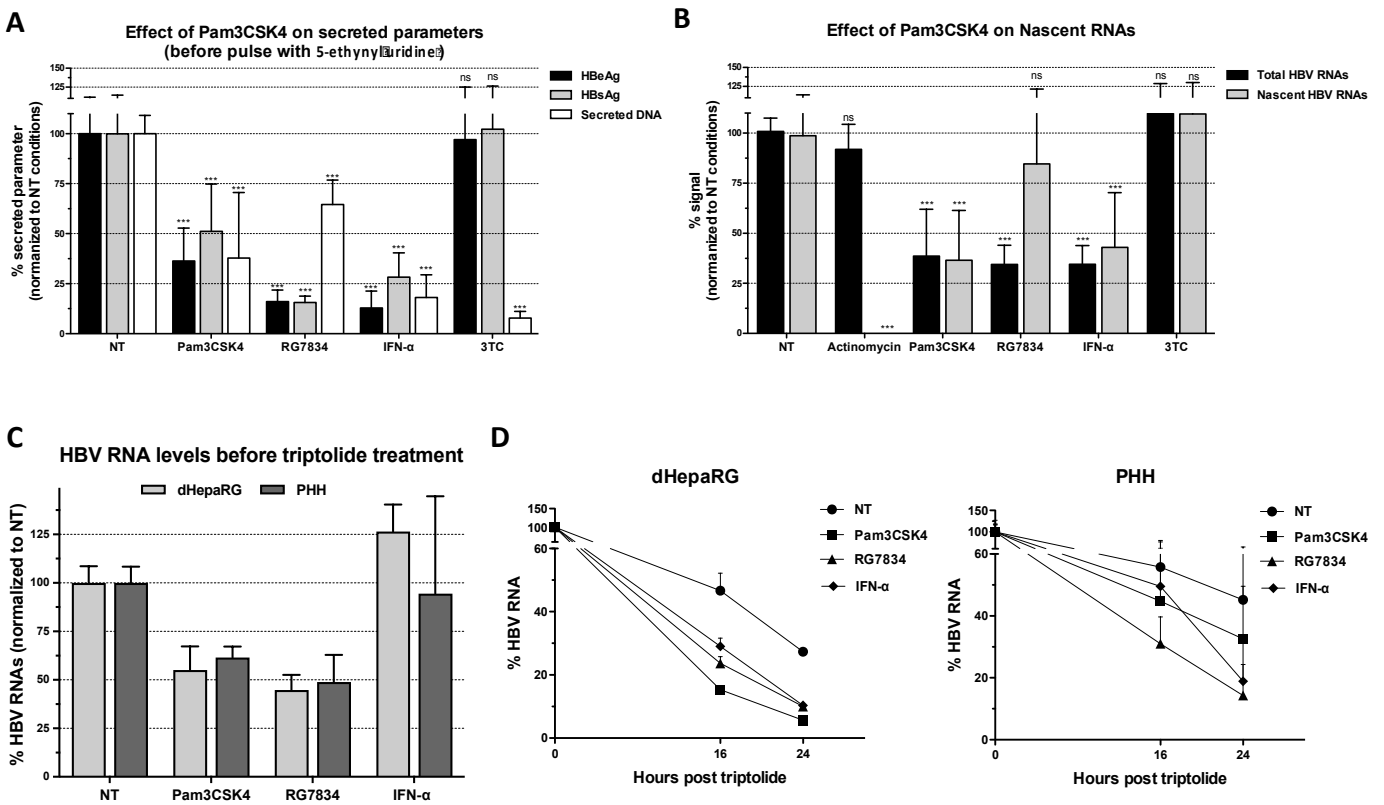 A
Effect of Pam3CSK4 on secreted parameters
(before pulse with 5-ethynyl uridine)
% secreted parameter
(normanized to NT conditions)
150
125
100
75
50
25
0
ns ns
*** *** ***
*** *** ***
*** *** ***
***
NT Pam3CSK4 RG7834 IFN-α 3TC
HBeAg
HBsAg
Secreted DNA
B
Effect of Pam3CSK4 on Nascent RNAs
% signal
(normanized to NT conditions)
150
125
100
75
50
25
0
ns *** *** *** *** ns *** *** ns ns
NT Actinomycin Pam3CSK4 RG7834 IFN-α 3TC
Total HBV RNAs
Nascent HBV RNAs
C
HBV RNA levels before triptolide treatment
dHepaRG PHH
% HBV RNAs (normalized to NT)
125
100
75
50
25
0
NT Pam3CSK4 RG7834 IFN-α
D
dHepaRG
% HBV RNA
150
100
60
40
20
0
0 16 24
Hours post triptolide
NT
Pam3CSK4
RG7834
IFN-α
PHH
% HBV RNA
150
100
60
40
20
0
0 16 24
Hours post triptolide
NT
Pam3CSK4
RG7834
IFN-α